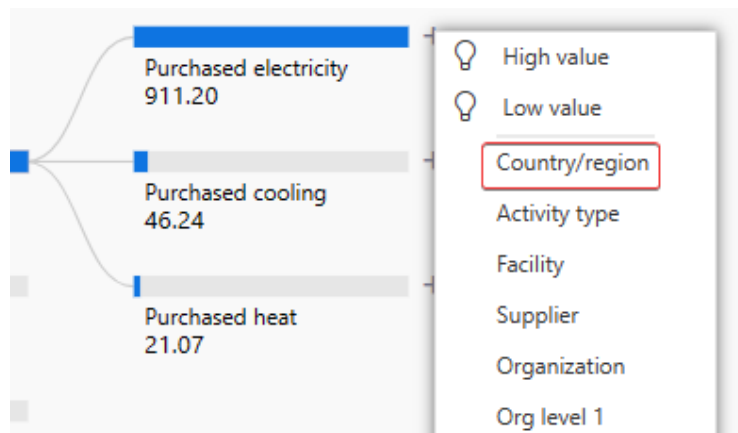 Purchased electricity
911.20
Purchased cooling
46.24
Purchased heat
21.07
High value
Low value
Country/region
Activity type
Facility
Supplier
Organization
Org level 1